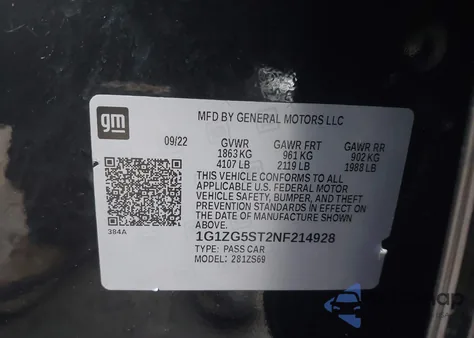 gm
MFD BY GENERAL MOTORS LLC
09/22 GVWR GAWR FRT GAWR RR
1863 KG 961 KG 902 KG
4107 LB 2119 LB 1988 LB
THIS VEHICLE CONFORMS TO ALL
APPLICABLE U.S. FEDERAL MOTOR
VEHICLE SAFETY, BUMPER, AND THEFT
PREVENTION STANDARDS IN EFFECT ON
THE DATE OF MANUFACTURE SHOWN ABOVE.
384A
1G1ZG5ST2NF214928
TYPE: PASS CAR
MODEL: 281ZS69